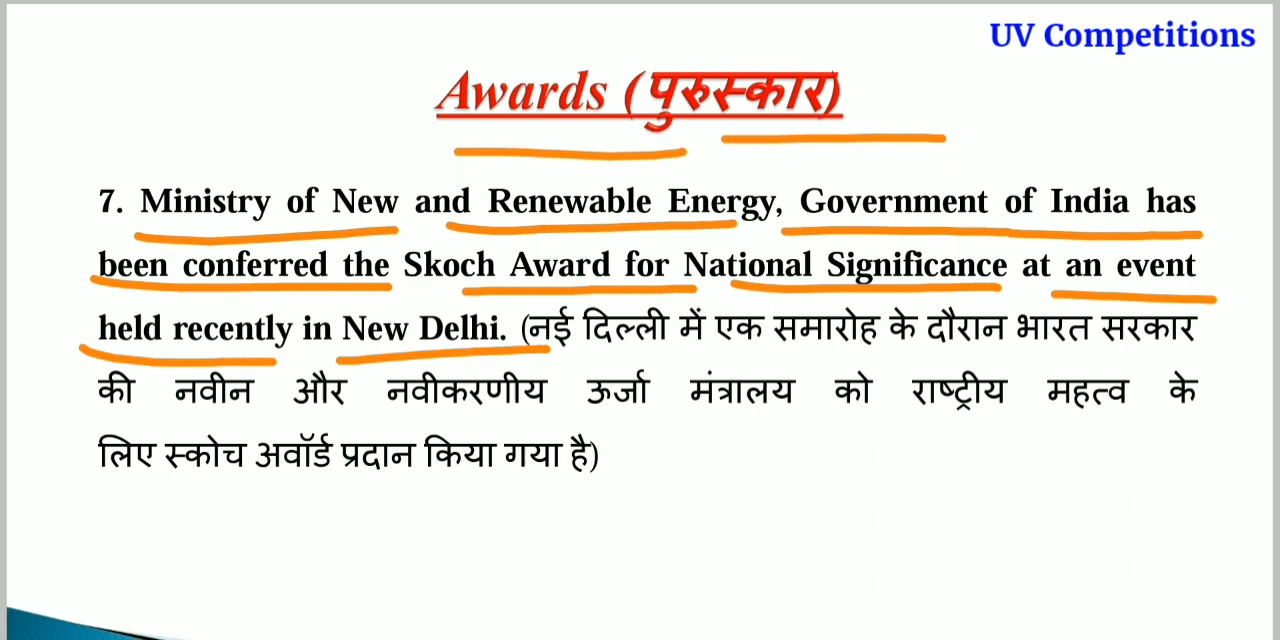 UV Competitions
Awards (पुरुस्कार)
7. Ministry of New and Renewable Energy, Government of India has
been conferred the Skoch Award for National Significance at an event
held recently in New Delhi. (नई दिल्ली में एक समारोह के दौरान भारत सरकार
की नवीन और नवीकरणीय ऊर्जा मंत्रालय को राष्ट्रीय महत्व के
लिए स्कोच अवॉर्ड प्रदान किया गया है)